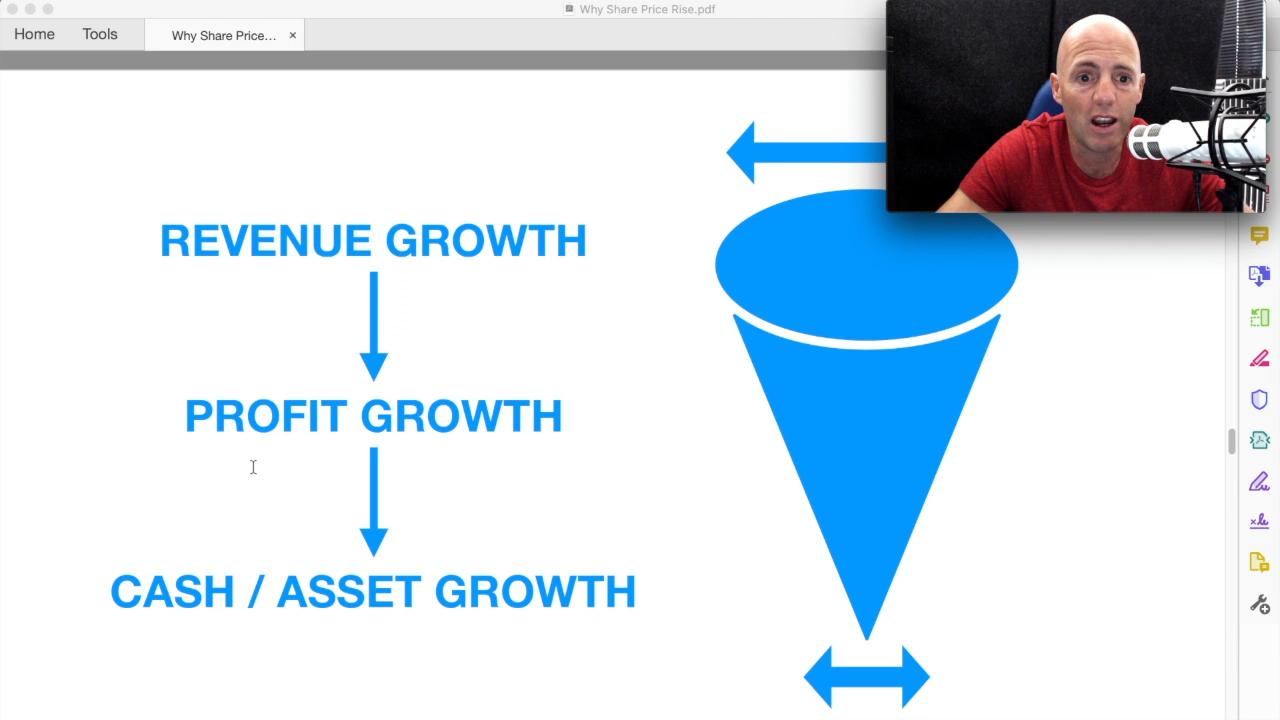 Why Share Price Rise.pdf
Home Tools Why Share Price... ×
REVENUE GROWTH
PROFIT GROWTH
CASH / ASSET GROWTH